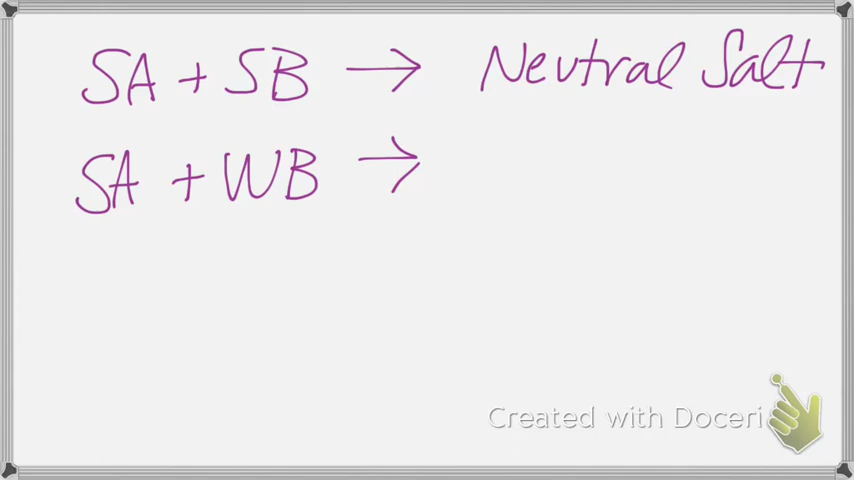 SA + SB → Neutral Salt
SA + WB →
Created with Doceri